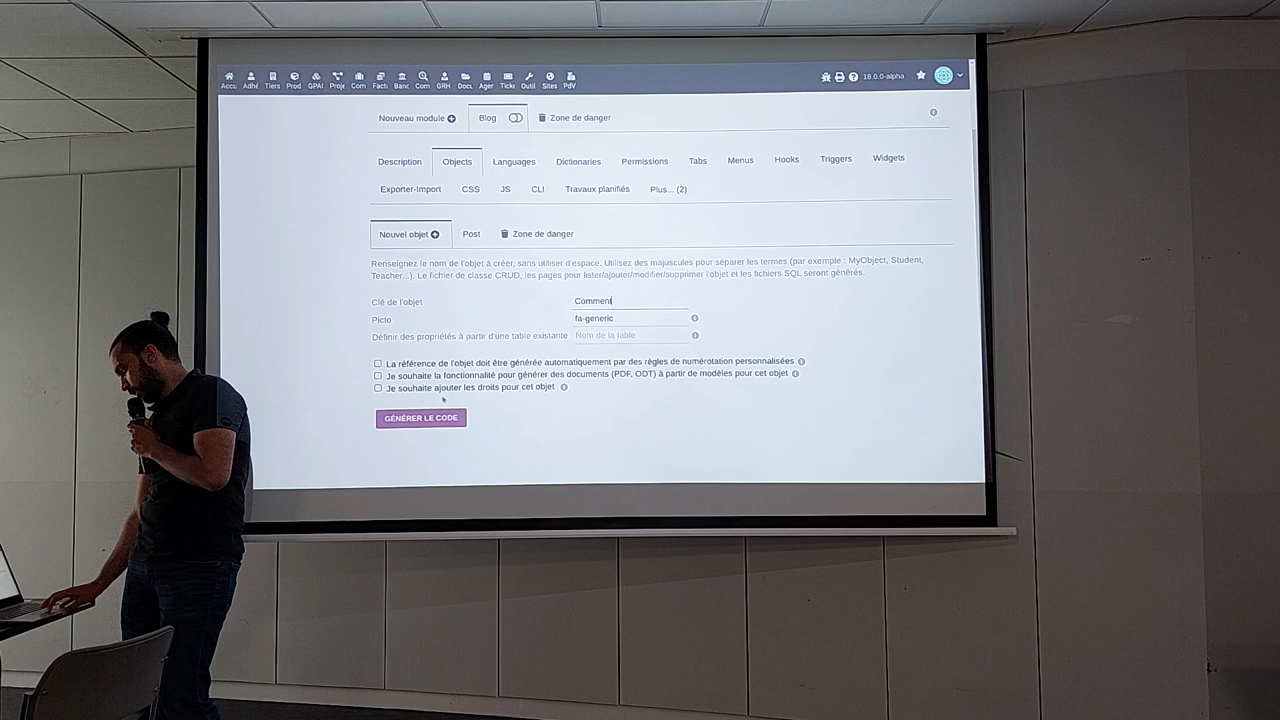 Accu Adhé Tiers Prod GPAI Proje Com Factu Banc Com GRH Docu Ager Ticke Outil Sites PdV 18.0.0-alpha
Nouveau module Blog Zone de danger
Description Objects Languages Dictionaries Permissions Tabs Menus Hooks Triggers Widgets
Exporter-Import CSS JS CLI Travaux planifiés Plus... (2)
Nouvel objet Post Zone de danger
Renseignez le nom de l'objet à créer, sans utiliser d'espace. Utilisez des majuscules pour séparer les termes (par exemple : MyObject, Student,
Teacher...). Le fichier de classe CRUD, les pages pour lister/ajouter/modifier/supprimer l'objet et les fichiers SQL seront générés.
Clé de l'objet Comment
Picto fa-generic
Définir des propriétés à partir d'une table existante Nom de la table
La référence de l'objet doit être générée automatiquement par des règles de numérotation personnalisées
Je souhaite la fonctionnalité pour générer des documents (PDF, ODT) à partir de modèles pour cet objet
Je souhaite ajouter les droits pour cet objet
GÉNÉRER LE CODE